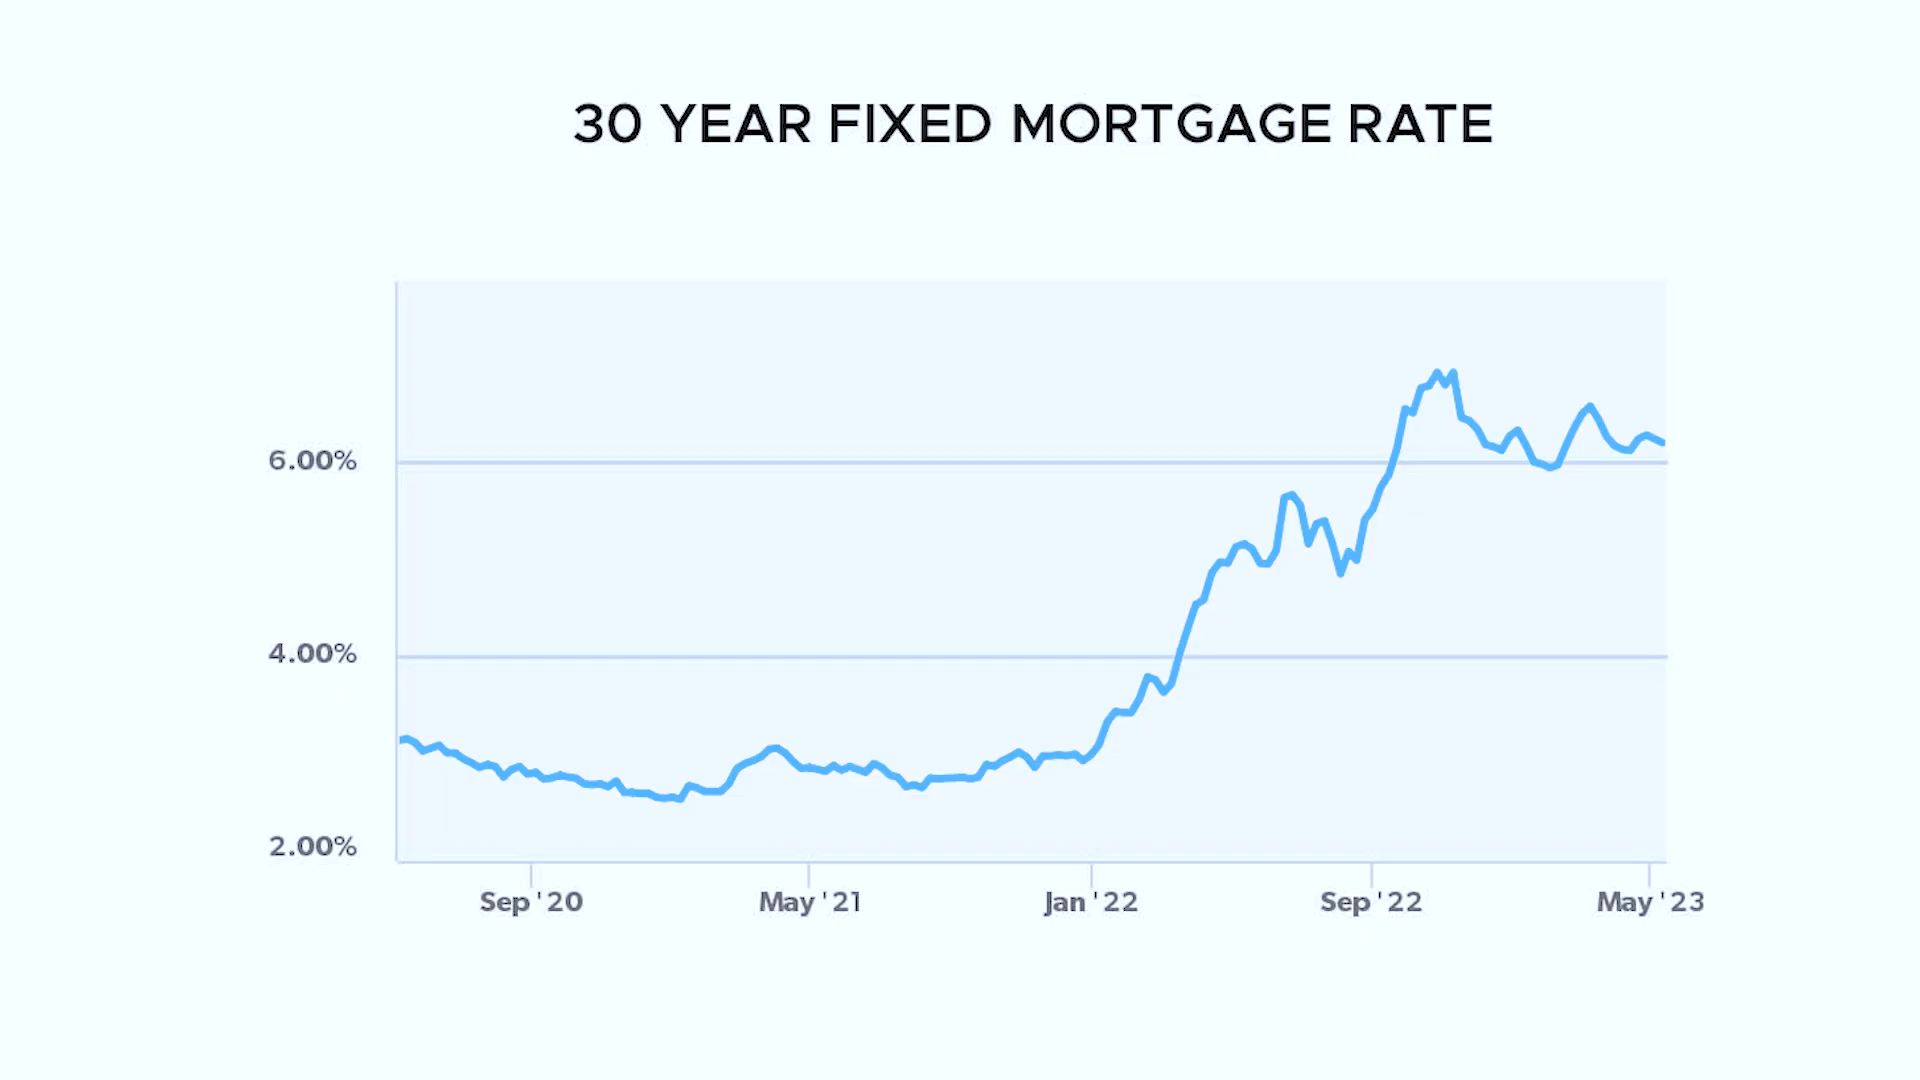 30 YEAR FIXED MORTGAGE RATE
6.00%
4.00%
2.00%
Sep '20 May '21 Jan '22 Sep '22 May '23